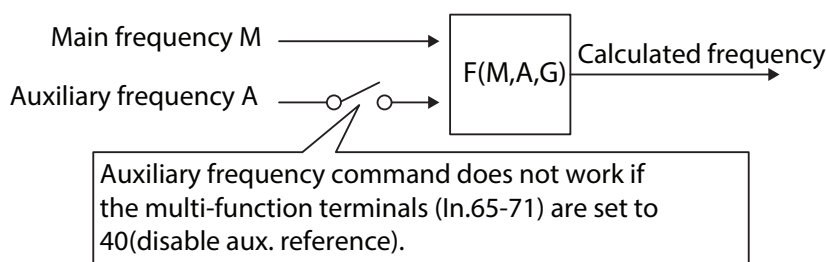 Main frequency M
F(M,A,G)
Calculated frequency
Auxiliary frequency A
Auxiliary frequency command does not work if
the multi-function terminals (In.65-71) are set to
40(disable aux. reference).